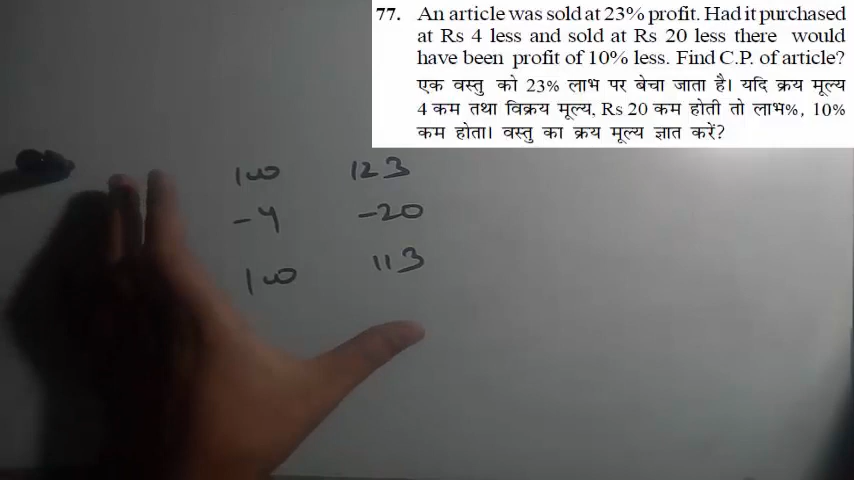 77. An article was sold at 23% profit. Had it purchased
at Rs 4 less and sold at Rs 20 less there would
have been profit of 10% less. Find C.P. of article?
एक वस्तु को 23% लाभ पर बेचा जाता है। यदि क्रय मूल्य
4 कम तथा विक्रय मूल्य, Rs 20 कम होती तो लाभ%, 10%
कम होता। वस्तु का क्रय मूल्य ज्ञात करें?
100 123
-4 -20
100 113